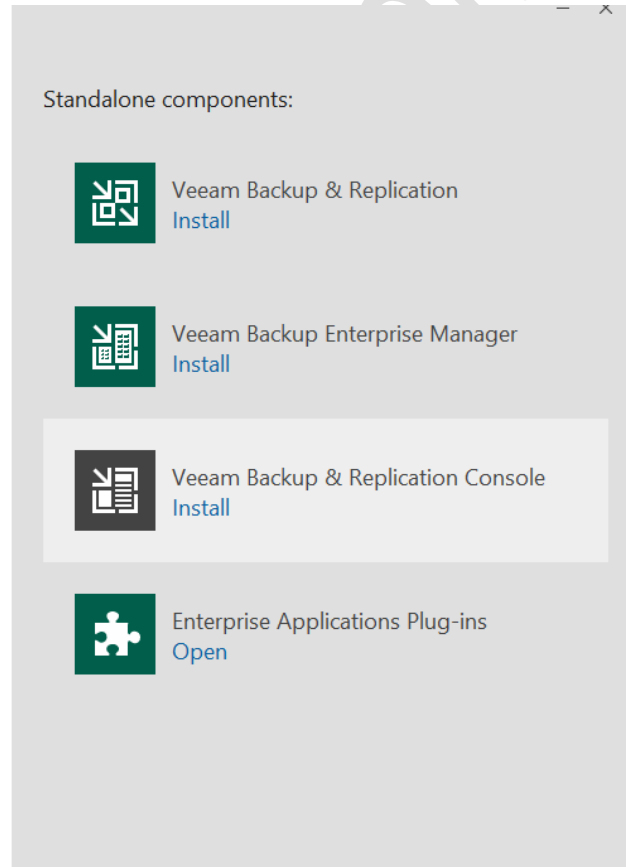 Standalone components:
Veeam Backup & Replication
Install
Veeam Backup Enterprise Manager
Install
Veeam Backup & Replication Console
Install
Enterprise Applications Plug-ins
Open